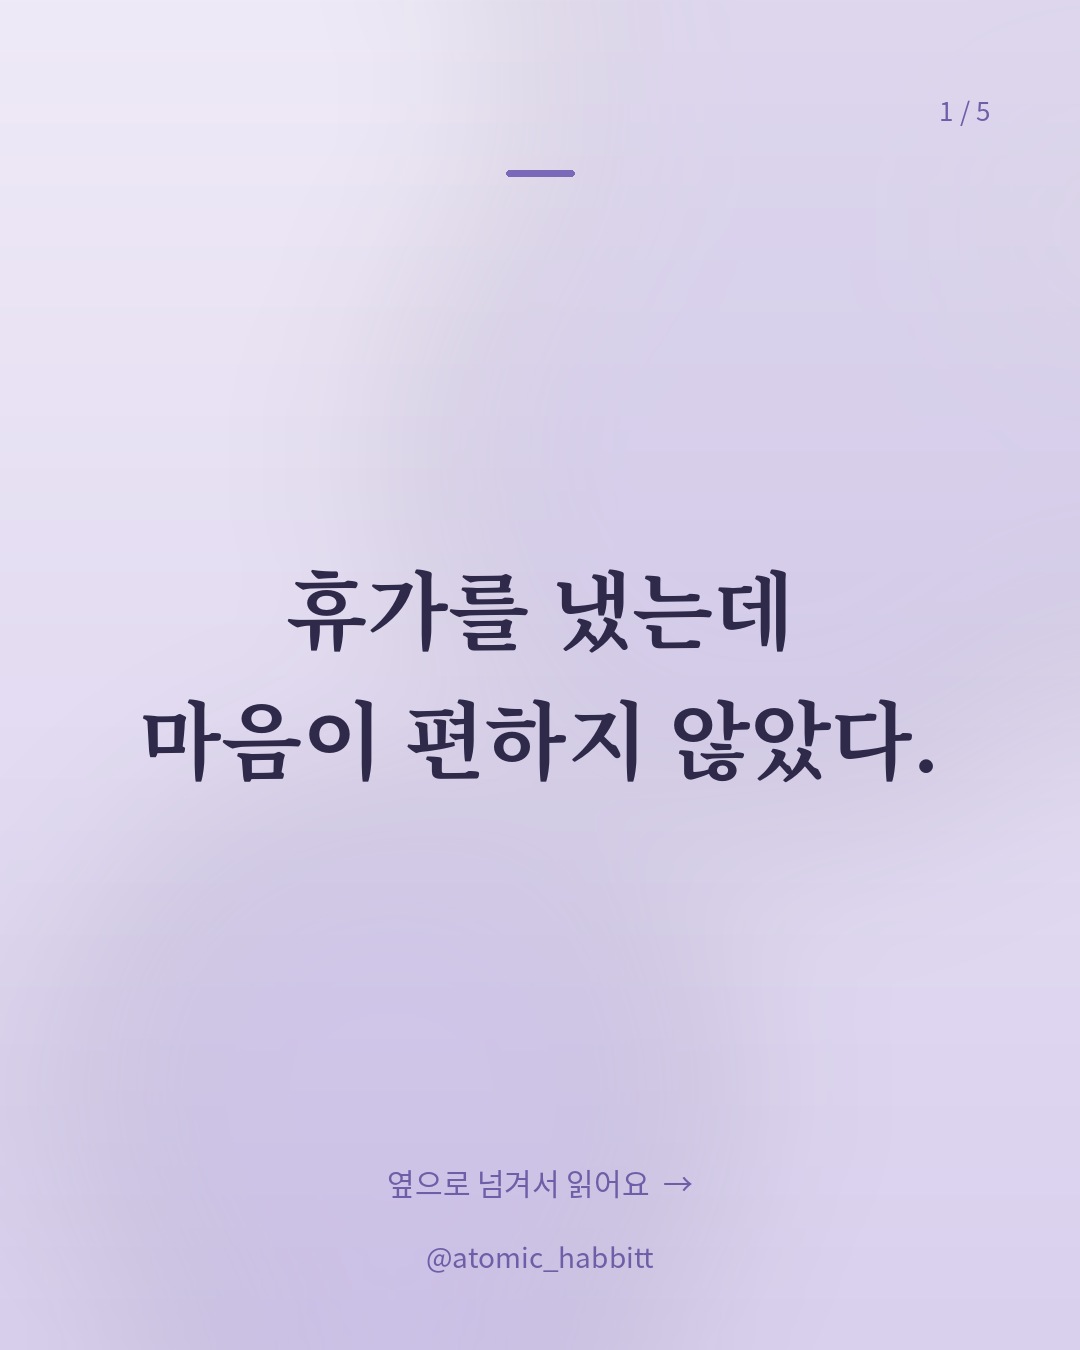 1 / 5
휴가를 냈는데
마음이 편하지 않았다.
옆으로 넘겨서 읽어요 →
@atomic_habbitt